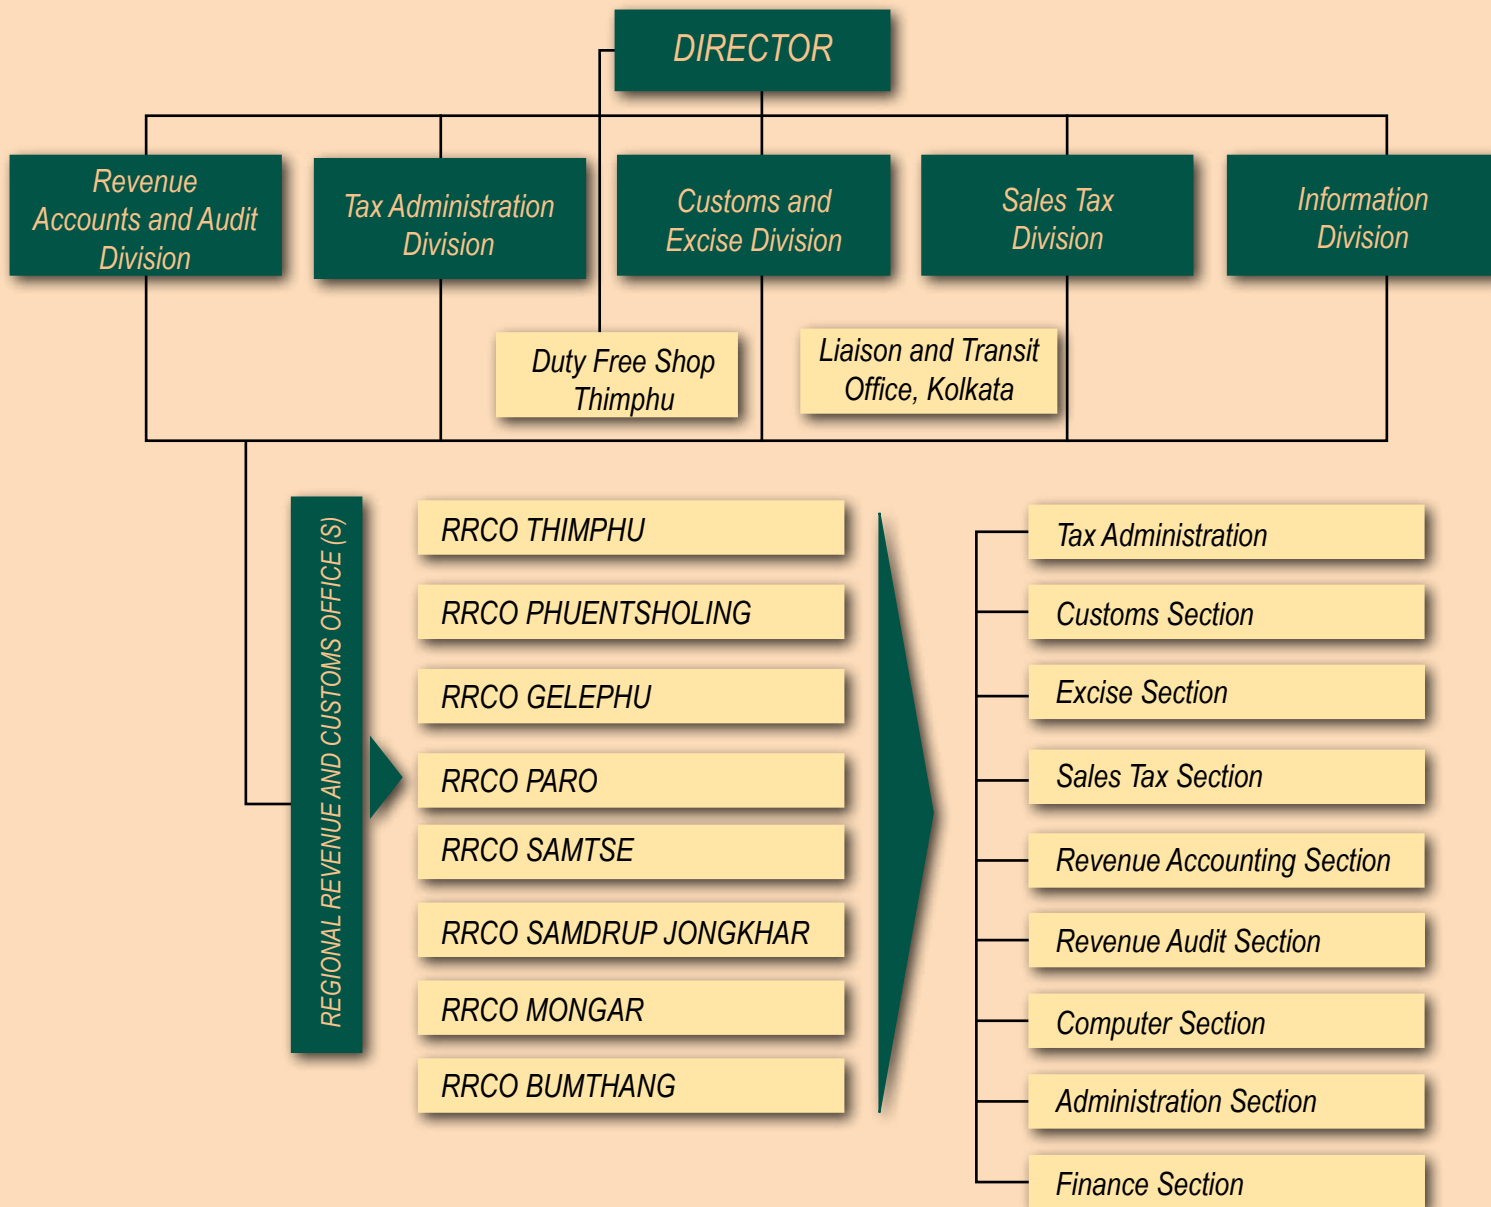 DIRECTOR
Revenue
Accounts and Audit
Division
Tax Administration
Division
Customs and
Excise Division
Sales Tax
Division
Information
Division
Duty Free Shop
Thimphu
Liaison and Transit
Office, Kolkata
REGIONAL REVENUE AND CUSTOMS OFFICE (S)
RRCO THIMPHU
RRCO PHUENTSHOLING
RRCO GELEPHU
RRCO PARO
RRCO SAMTSE
RRCO SAMDRUP JONGKHAR
RRCO MONGAR
RRCO BUMTHANG
Tax Administration
Customs Section
Excise Section
Sales Tax Section
Revenue Accounting Section
Revenue Audit Section
Computer Section
Administration Section
Finance Section